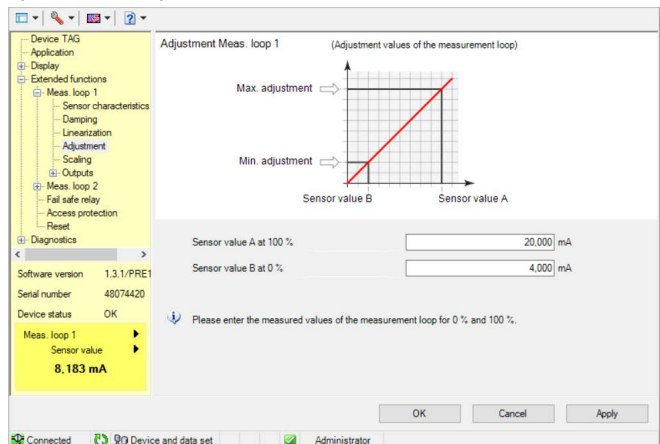 Device TAG
Application
Display
Extended functions
Meas. loop 1
Sensor characteristics
Damping
Linearization
Adjustment
Scaling
Outputs
Meas. loop 2
Fail safe relay
Access protection
Reset
Diagnostics
Software version 1.3.1/PRE1
Serial number 48074420
Device status OK
Meas. loop 1
Sensor value
8,183 mA
Adjustment Meas. loop 1 (Adjustment values of the measurement loop)
Max. adjustment
Min. adjustment
Sensor value B Sensor value A
Sensor value A at 100 % 20,000 mA
Sensor value B at 0 % 4,000 mA
Please enter the measured values of the measurement loop for 0 % and 100 %.
OK Cancel Apply
Connected Device and data set Administrator